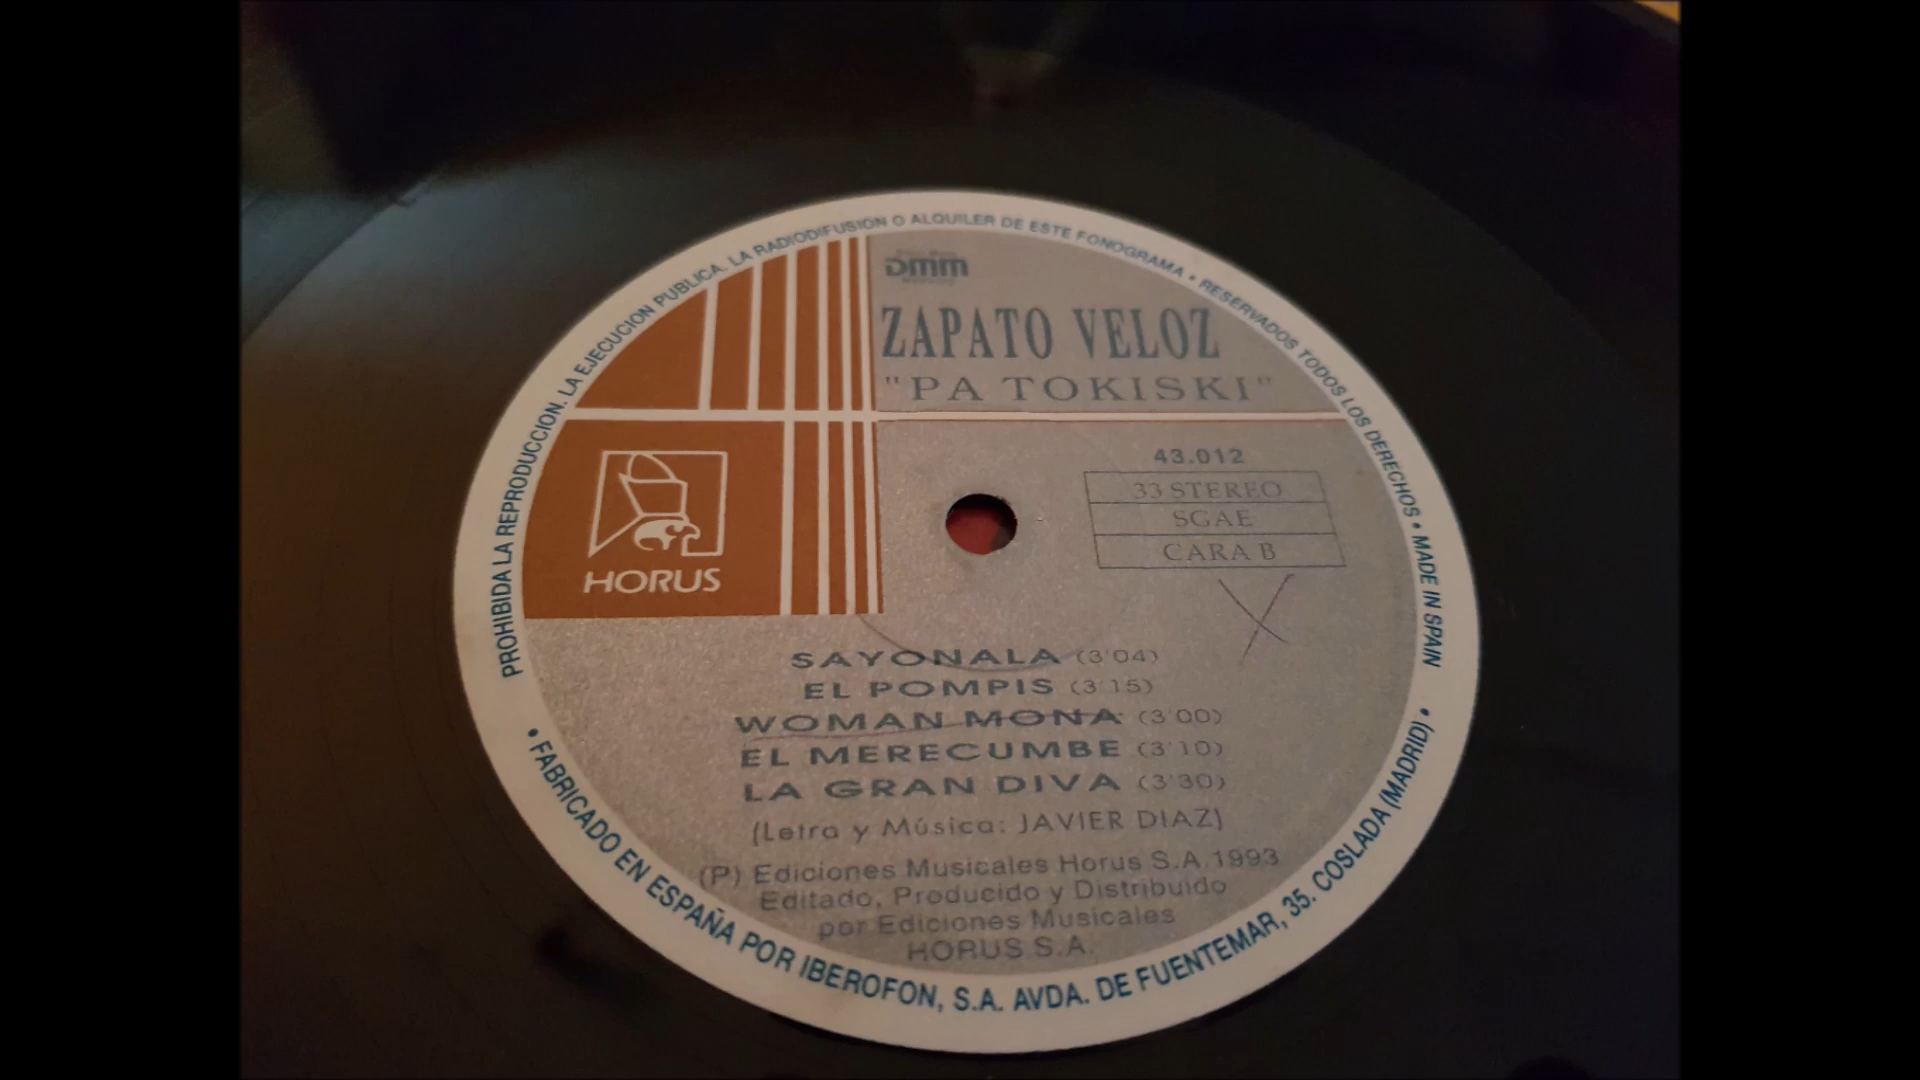 PROHIBIDA LA REPRODUCCION. LA EJECUCION PUBLICA. LA RADIODIFUSION O ALQUILER DE ESTE FONOGRAMA • RESERVADOS TODOS LOS DERECHOS • MADE IN SPAIN
DMM
ZAPATO VELOZ
"PA TOKISKI"
43.012
33 STEREO
SGAE
CARA B
HORUS
SAYONALA (3'04)
EL POMPIS (3'15)
WOMAN MONA (3'00)
EL MERECUMBE (3'10)
LA GRAN DIVA (3'30)
(Letra y Música: JAVIER DIAZ)
(P) Ediciones Musicales Horus S.A. 1993
Editado, Producido y Distribuido
por Ediciones Musicales
HORUS S.A.
• FABRICADO EN ESPAÑA POR IBEROFON, S.A. AVDA. DE FUENTEMAR, 35. COSLADA (MADRID) •